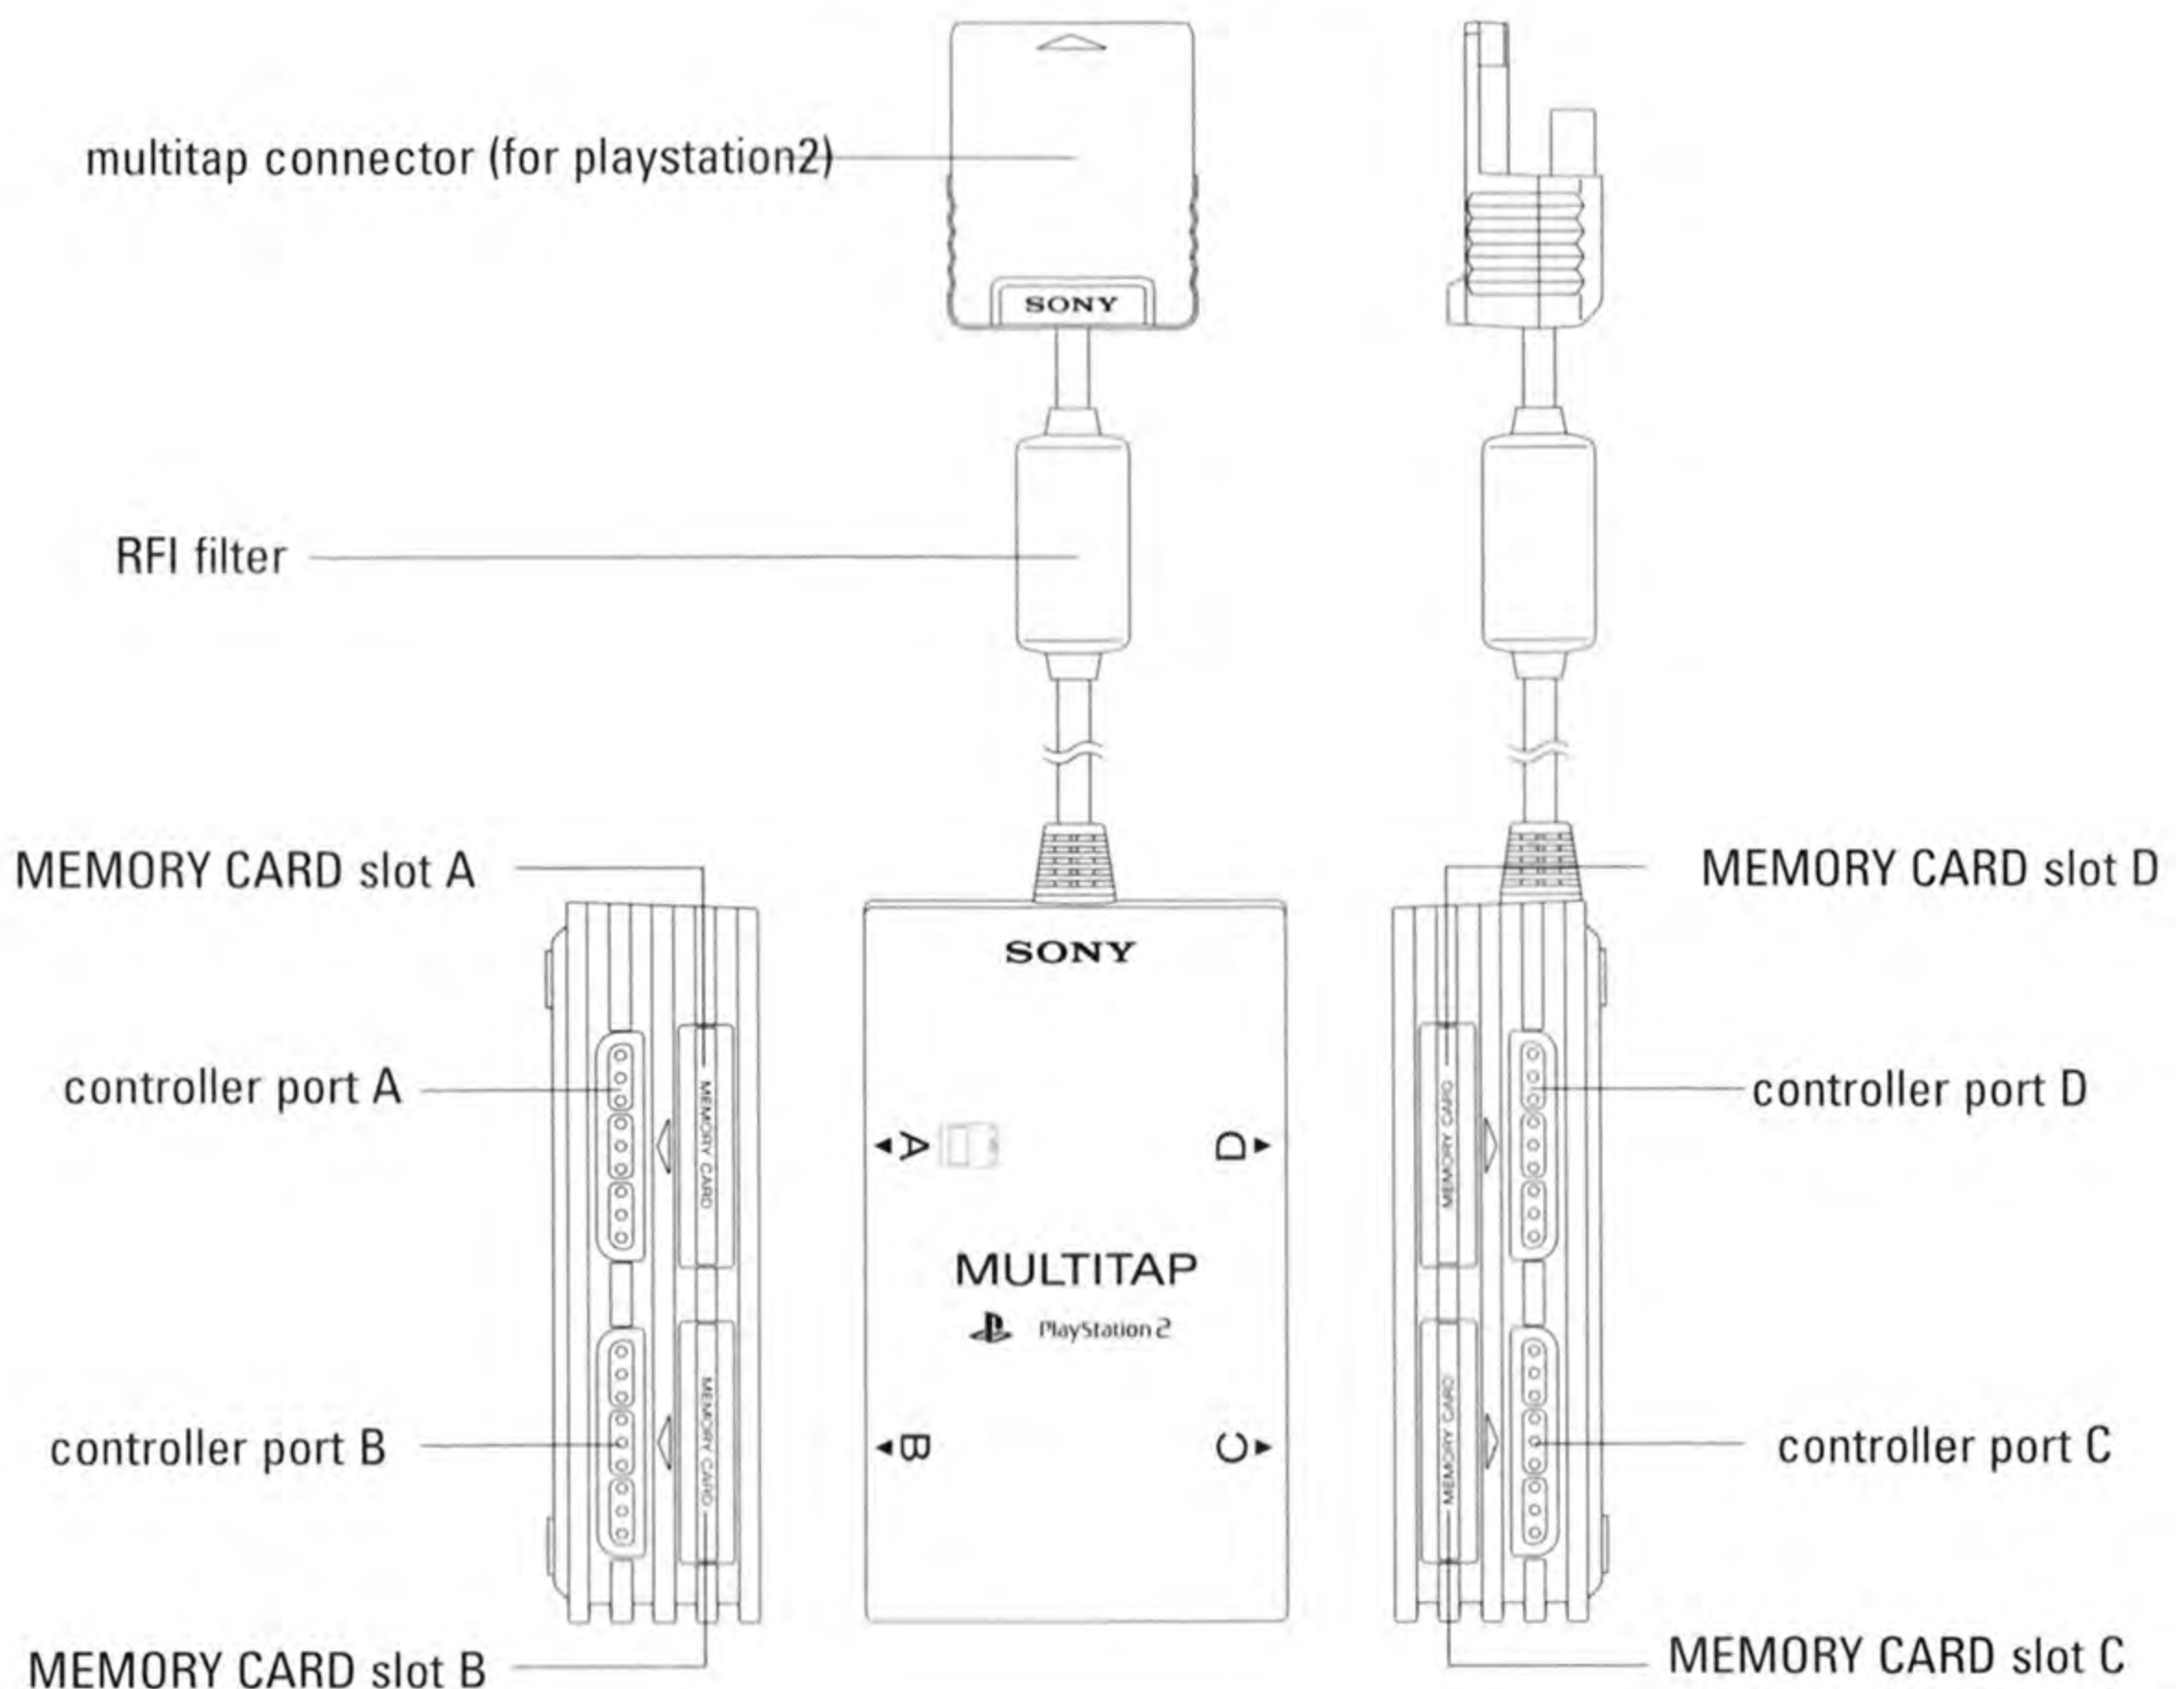 multitap connector (for playstation2)
SONY
RFI filter
MEMORY CARD slot A
MEMORY CARD slot D
SONY
controller port A
controller port D
MEMORY CARD
MEMORY CARD
A
D
MULTITAP
PlayStation 2
controller port B
controller port C
MEMORY CARD
MEMORY CARD
B
C
MEMORY CARD slot B
MEMORY CARD slot C